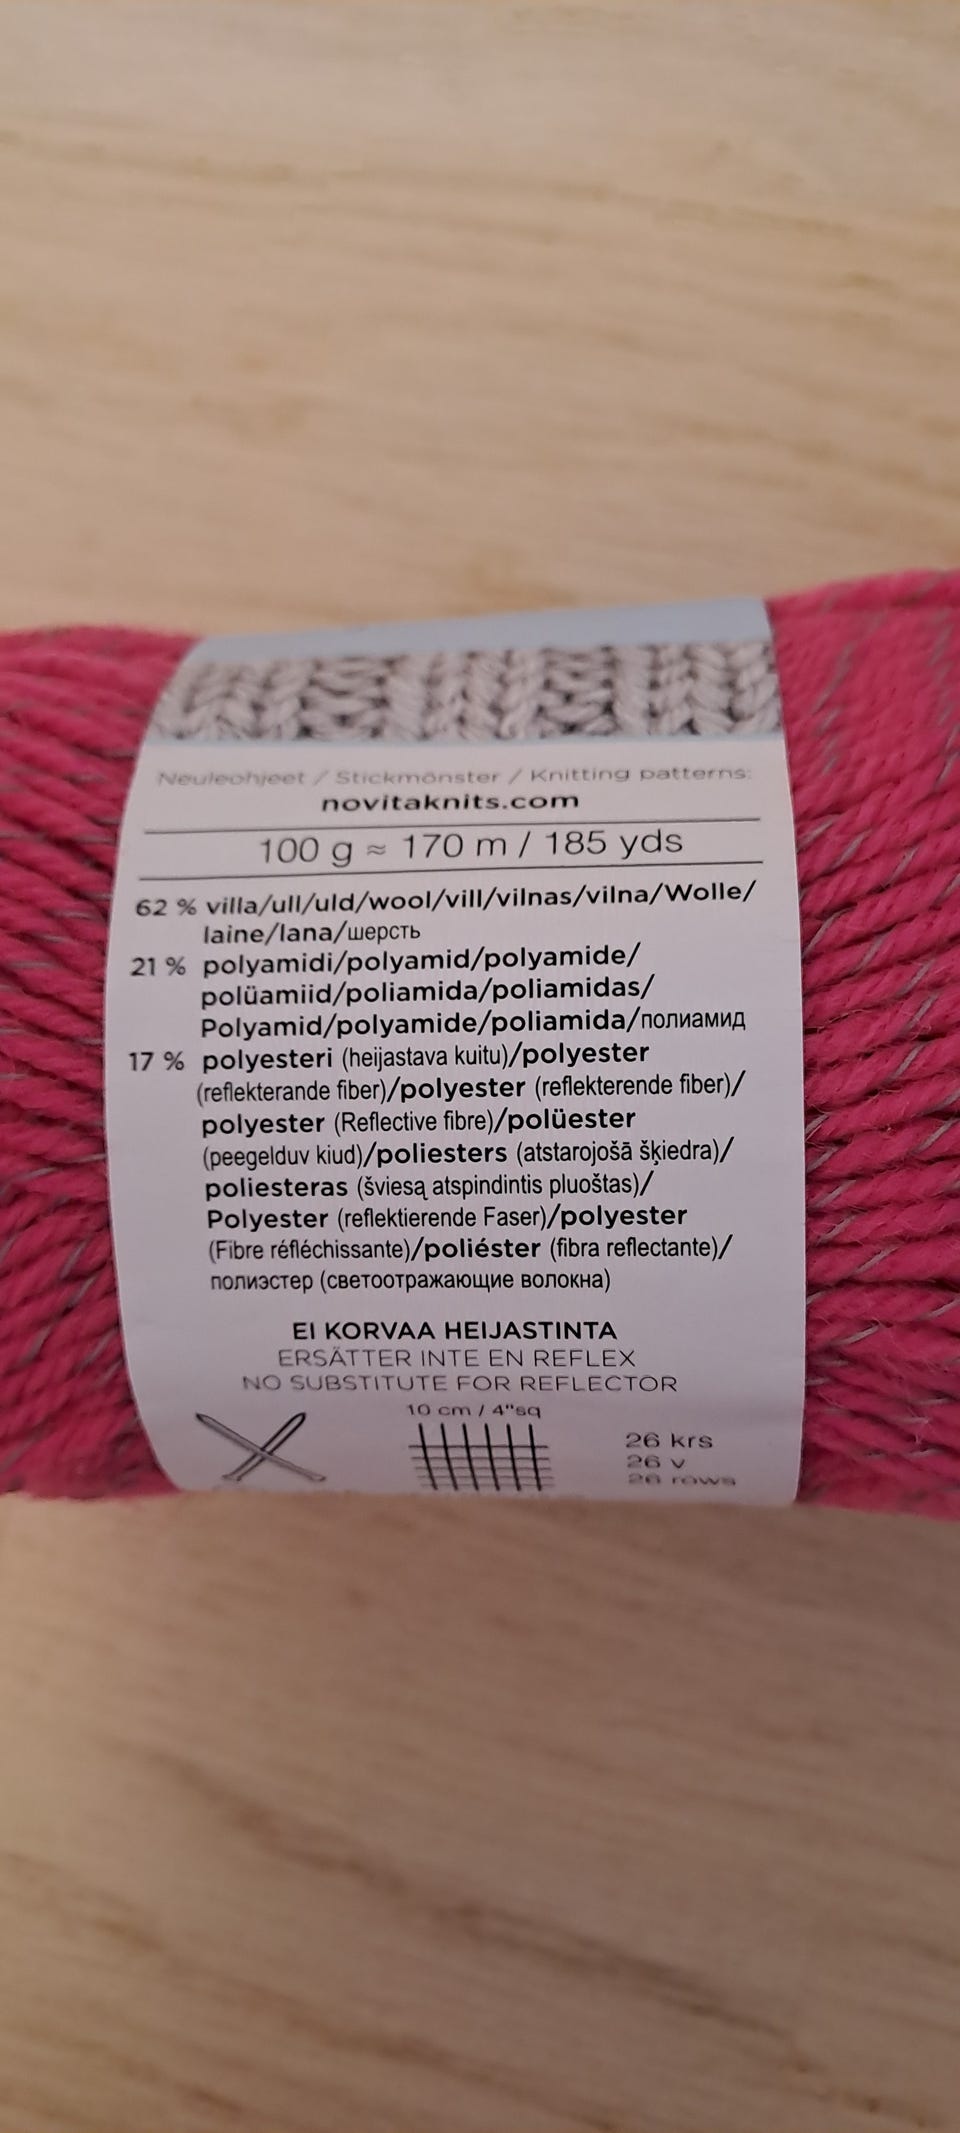 Neuleohjeet / Stickmönster / Knitting patterns:
novitaknits.com
100 g ≈ 170 m / 185 yds
62 % villa/ull/uld/wool/vill/vilnas/vilna/Wolle/
laine/lana/шерсть
21 % polyamidi/polyamid/polyamide/
polüamiid/poliamida/poliamidas/
Polyamid/polyamide/poliamida/полиамид
17 % polyesteri (heijastava kuitu)/polyester
(reflekterande fiber)/polyester (reflekterende fiber)/
polyester (Reflective fibre)/polüester
(peegelduv kiud)/poliesters (atstarojošā šķiedra)/
poliesteras (šviesą atspindintis pluoštas)/
Polyester (reflektierende Faser)/polyester
(Fibre réfléchissante)/poliéster (fibra reflectante)/
полиэстер (светоотражающие волокна)
EI KORVAA HEIJASTINTA
ERSÄTTER INTE EN REFLEX
NO SUBSTITUTE FOR REFLECTOR
10 cm / 4"sq
26 krs
26 v
26 rows